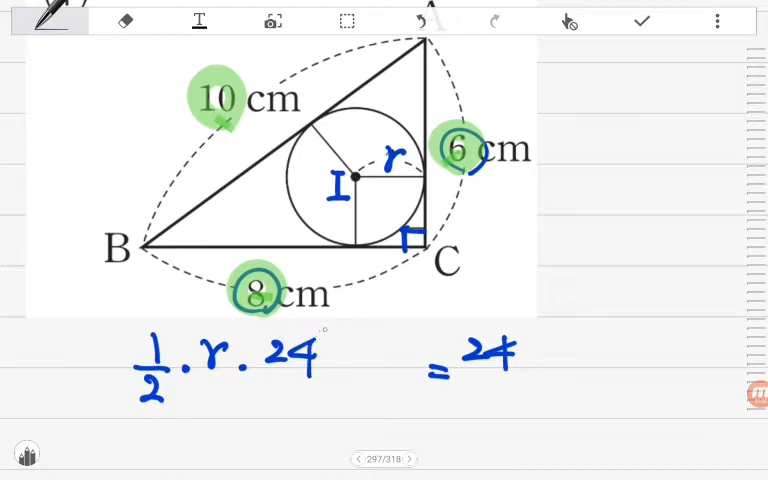 T
A
10 cm
r
6 cm
I
B
C
8 cm
1/2 · r · 24 = 24
297/318